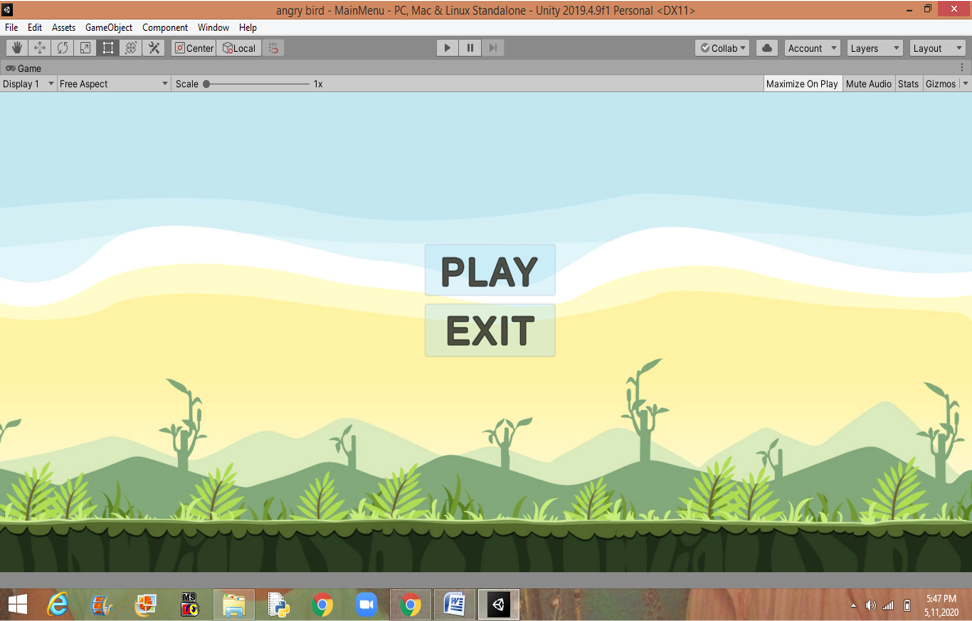 angry bird - MainMenu - PC, Mac & Linux Standalone - Unity 2019.4.9f1 Personal <DX11>
File Edit Assets GameObject Component Window Help
Center Local Collab Account Layers Layout
Game
Display 1 Free Aspect Scale 1x Maximize On Play Mute Audio Stats Gizmos
PLAY
EXIT
MS
5:47 PM
5,11,2020